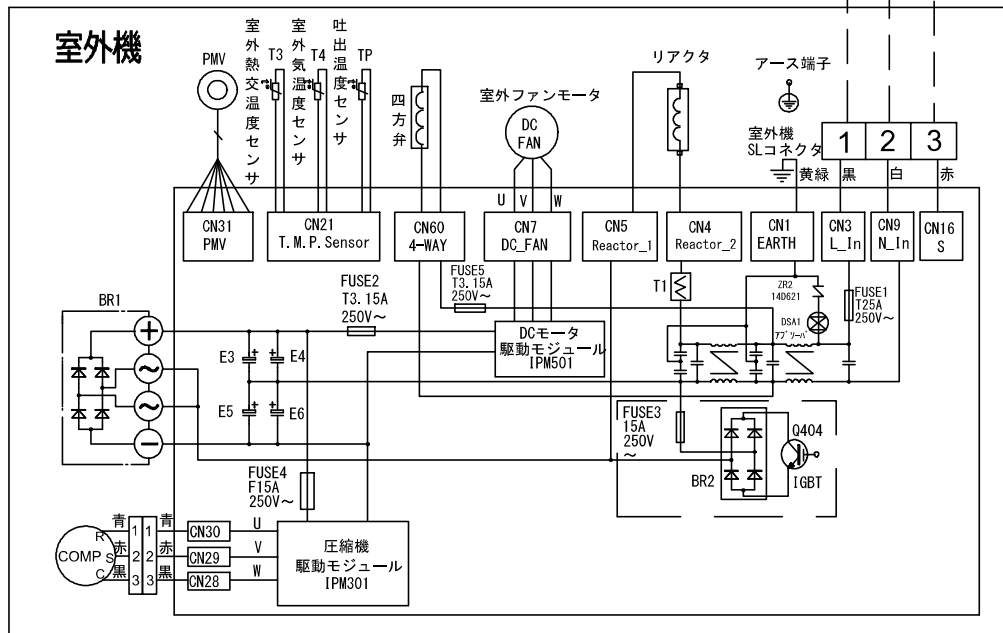 室外機
PMV
室外熱交温度センサ
T3
室外気温度センサ
T4
吐出温度センサ
TP
四方弁
室外ファンモータ
DC
FAN
リアクタ
アース端子
室外機
SLコネクタ
1 2 3
黄緑 黒 白 赤
U V W
CN31
PMV
CN21
T.M.P.Sensor
CN60
4-WAY
CN7
DC_FAN
CN5
Reactor_1
CN4
Reactor_2
CN1
EARTH
CN3
L_In
CN9
N_In
CN16
S
FUSE2
T3.15A
250V～
FUSE5
T3.15A
250V～
T1
ZR2
14D621
DSA1
アブソーバ
FUSE1
T25A
250V～
BR1
+
～
～
－
E3 E4
E5 E6
DCモータ
駆動モジュール
IPM501
FUSE3
15A
250V
～
BR2
Q404
IGBT
FUSE4
F15A
250V～
COMP
R
S
C
青 1 1 青 CN30 U
赤 2 2 赤 CN29 V
黒 3 3 黒 CN28 W
圧縮機
駆動モジュール
IPM301